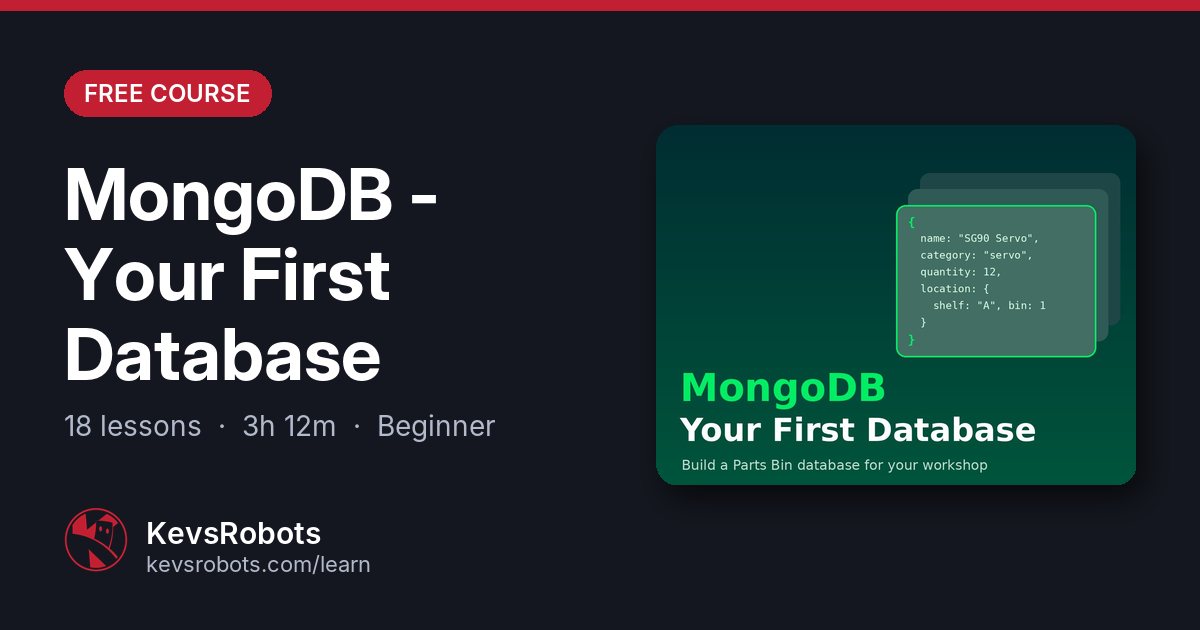 FREE COURSE
MongoDB -
Your First
Database
18 lessons · 3h 12m · Beginner
KevsRobots
kevsrobots.com/learn
{
name: "SG90 Servo",
category: "servo",
quantity: 12,
location: {
shelf: "A", bin: 1
}
}
MongoDB
Your First Database
Build a Parts Bin database for your workshop